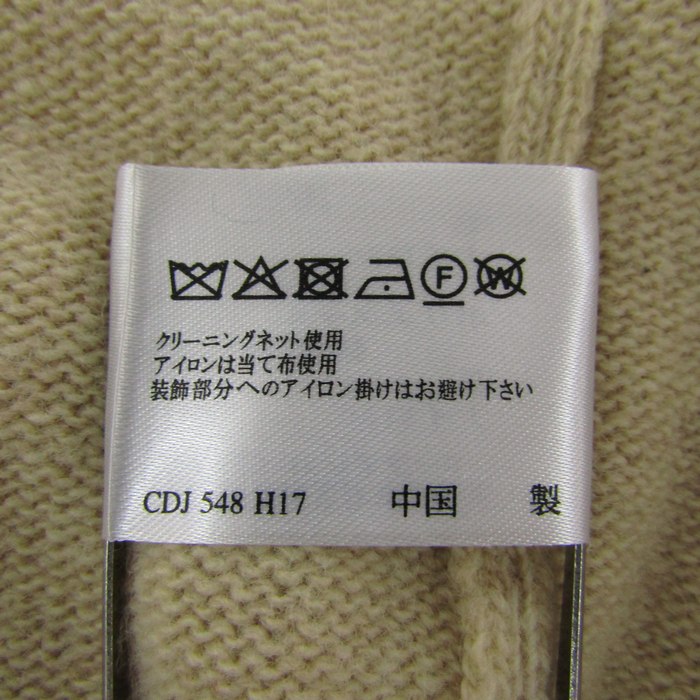 F W
クリーニングネット使用
アイロンは当て布使用
装飾部分へのアイロン掛けはお避け下さい
CDJ 548 H17 中国 製